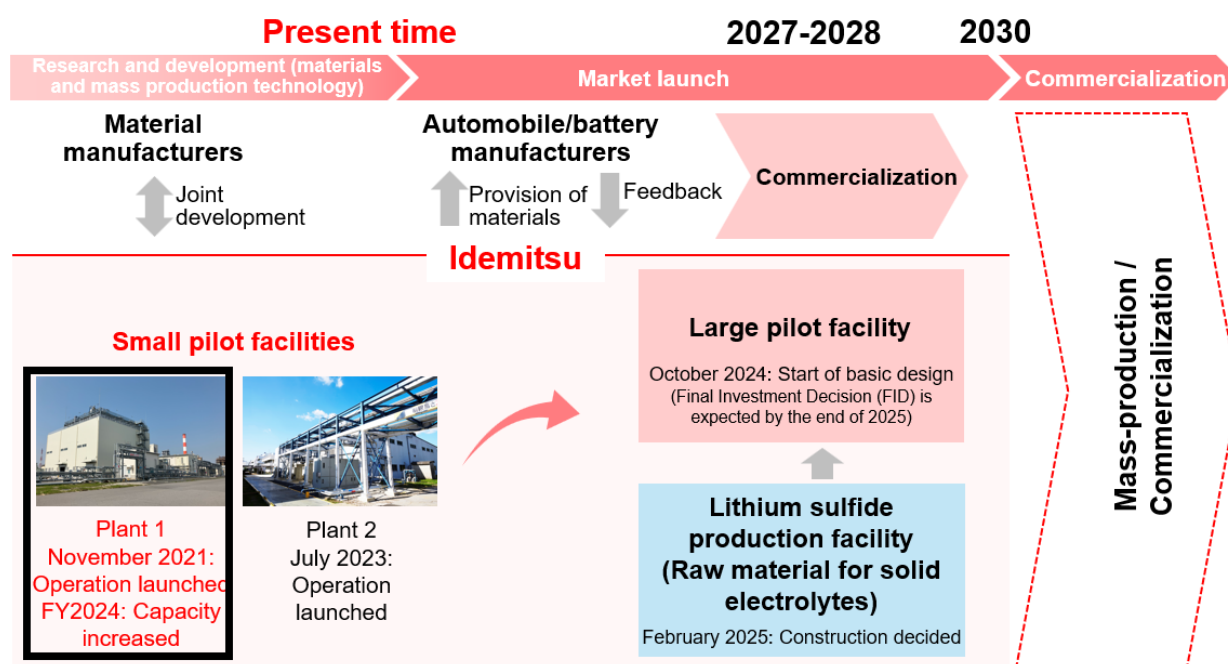 Present time
2027-2028
2030
Research and development (materials
and mass production technology)
Market launch
Commercialization
Material
manufacturers
Joint
development
Automobile/battery
manufacturers
Provision of
materials
Feedback
Commercialization
Idemitsu
Small pilot facilities
Plant 1
November 2021:
Operation launched
FY2024: Capacity
increased
Plant 2
July 2023:
Operation
launched
Large pilot facility
October 2024: Start of basic design
(Final Investment Decision (FID) is
expected by the end of 2025)
Lithium sulfide
production facility
(Raw material for solid
electrolytes)
February 2025: Construction decided
Mass-production /
Commercialization